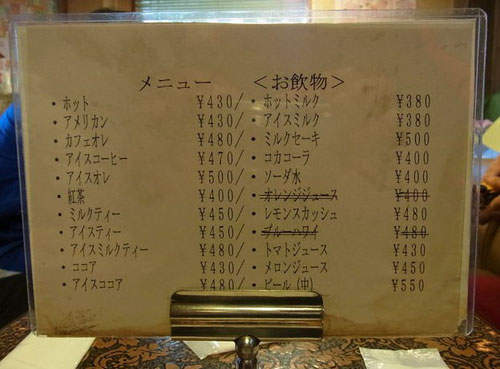 メニュー ＜お飲物＞
・ホット ¥430/・ホットミルク ¥380
・アメリカン ¥430/・アイスミルク ¥380
・カフェオレ ¥480/・ミルクセーキ ¥500
・アイスコーヒー ¥470/・コカコーラ ¥400
・アイスオレ ¥500/・ソーダ水 ¥400
・紅茶 ¥400/・オレンジジュース ¥400
・ミルクティー ¥450/・レモンスカッシュ ¥480
・アイスティー ¥450/・ブルーハワイ ¥480
・アイスミルクティー ¥480/・トマトジュース ¥430
・ココア ¥430/・メロンジュース ¥450
・アイスココア ¥480/・ビール (中) ¥550